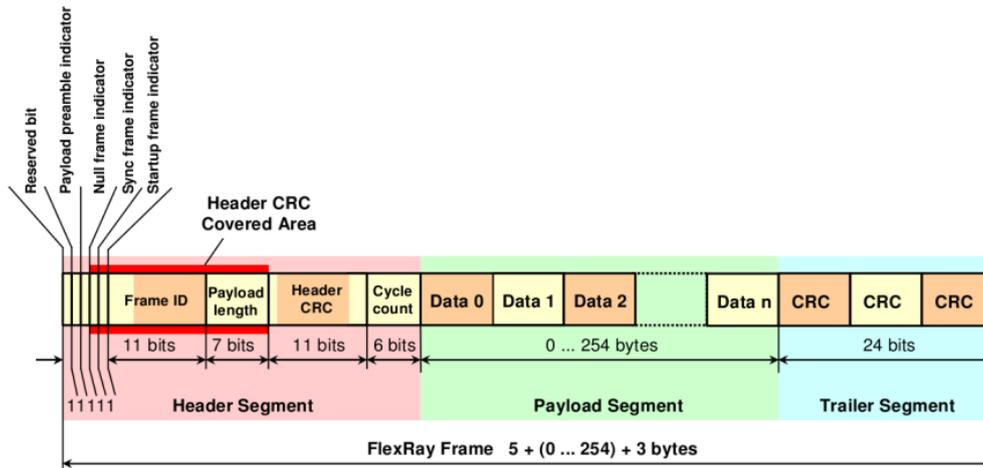 Reserved bit
Payload preamble indicator
Null frame indicator
Sync frame indicator
Startup frame indicator
Header CRC
Covered Area
Frame ID
Payload
length
Header
CRC
Cycle
count
Data 0
Data 1
Data 2
Data n
CRC
CRC
CRC
11 bits
7 bits
11 bits
6 bits
0 ... 254 bytes
24 bits
11111
Header Segment
Payload Segment
Trailer Segment
FlexRay Frame 5 + (0 ... 254) + 3 bytes